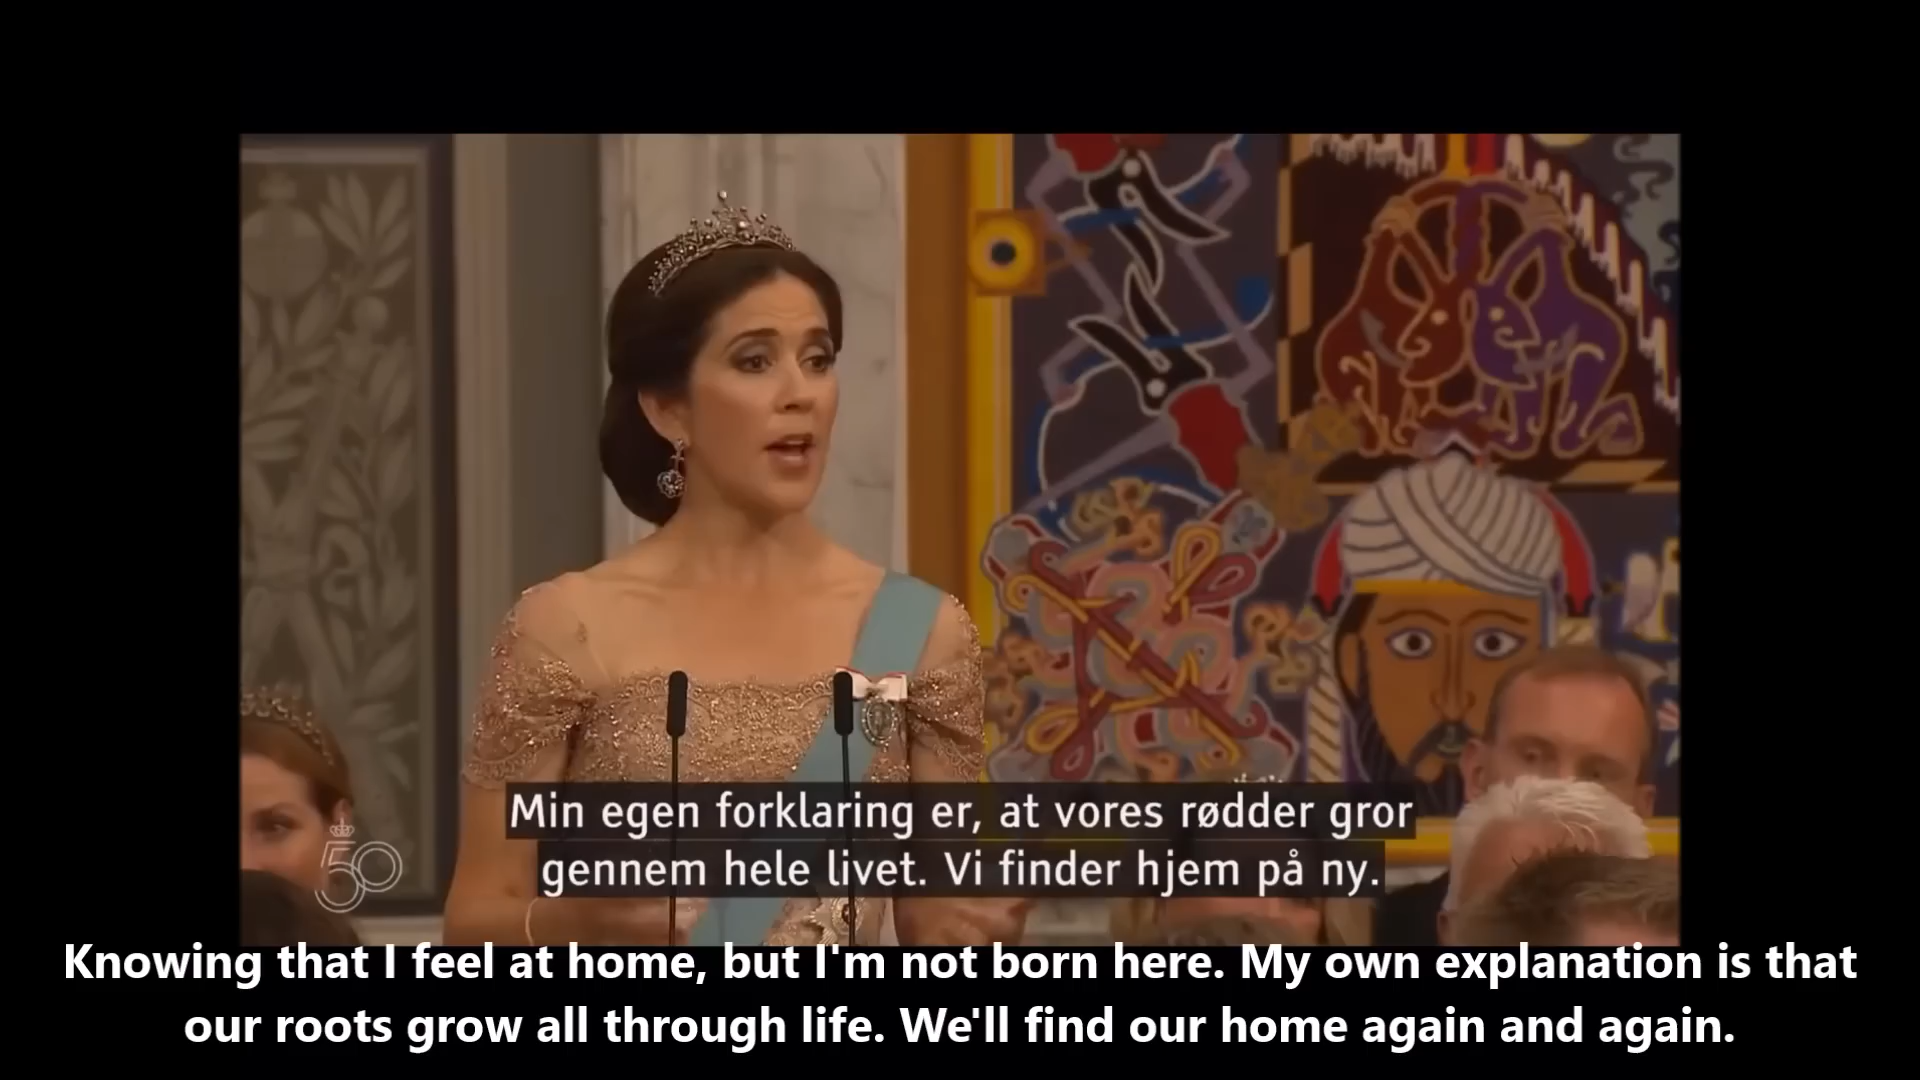 50
Min egen forklaring er, at vores rødder gror
gennem hele livet. Vi finder hjem på ny.
Knowing that I feel at home, but I'm not born here. My own explanation is that
our roots grow all through life. We'll find our home again and again.